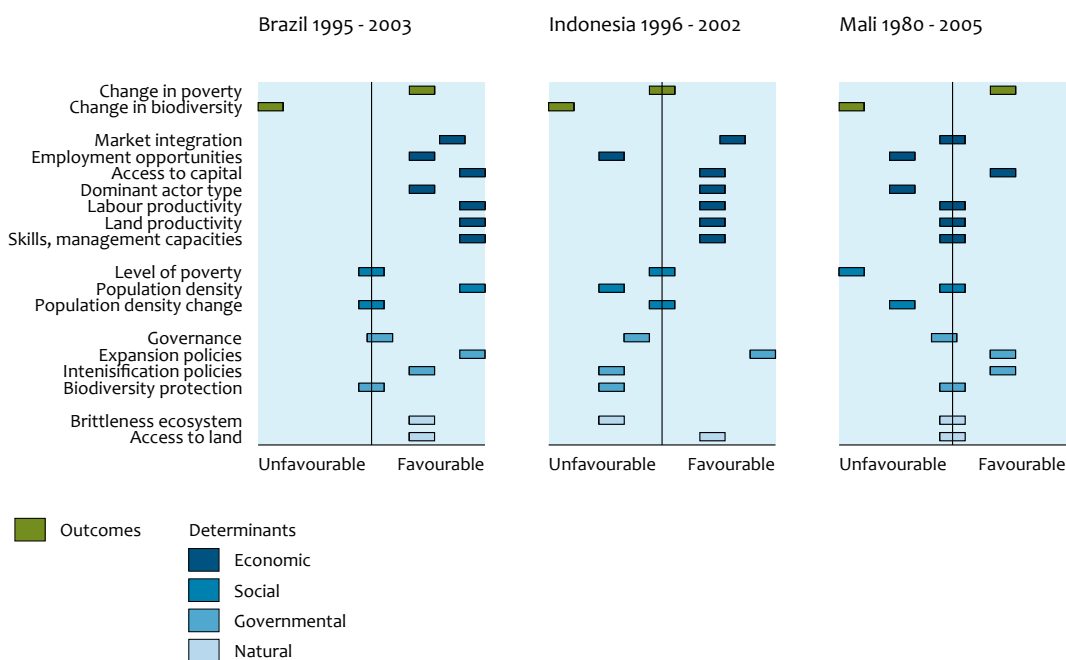 Brazil 1995 - 2003 Indonesia 1996 - 2002 Mali 1980 - 2005
Change in poverty
Change in biodiversity
Market integration
Employment opportunities
Access to capital
Dominant actor type
Labour productivity
Land productivity
Skills, management capacities
Level of poverty
Population density
Population density change
Governance
Expansion policies
Intenisification policies
Biodiversity protection
Brittleness ecosystem
Access to land
Unfavourable Favourable Unfavourable Favourable Unfavourable Favourable
Outcomes Determinants
Economic
Social
Governmental
Natural